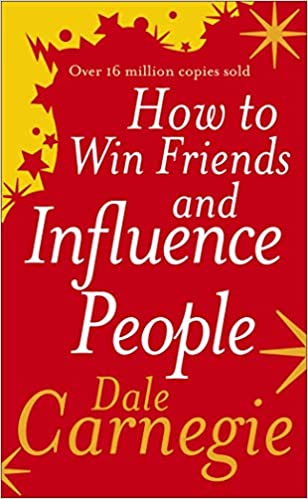 Over 16 million copies sold
How to
Win Friends
and
Influence
People
Dale
Carnegie